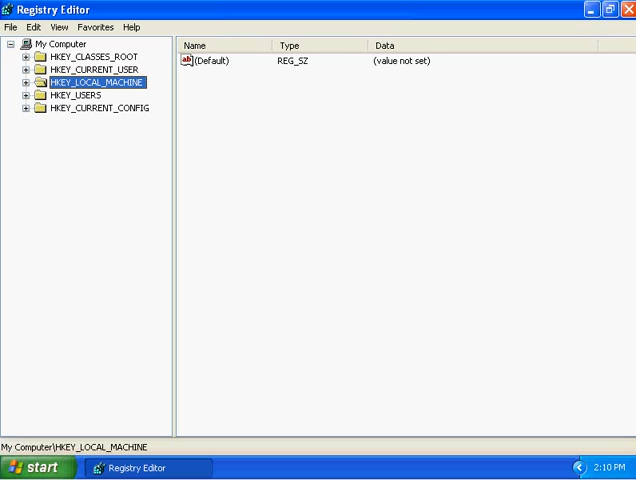 Registry Editor
File Edit View Favorites Help
My Computer
HKEY_CLASSES_ROOT
HKEY_CURRENT_USER
HKEY_LOCAL_MACHINE
HKEY_USERS
HKEY_CURRENT_CONFIG
Name Type Data
ab (Default) REG_SZ (value not set)
My Computer\HKEY_LOCAL_MACHINE
start Registry Editor 2:10 PM